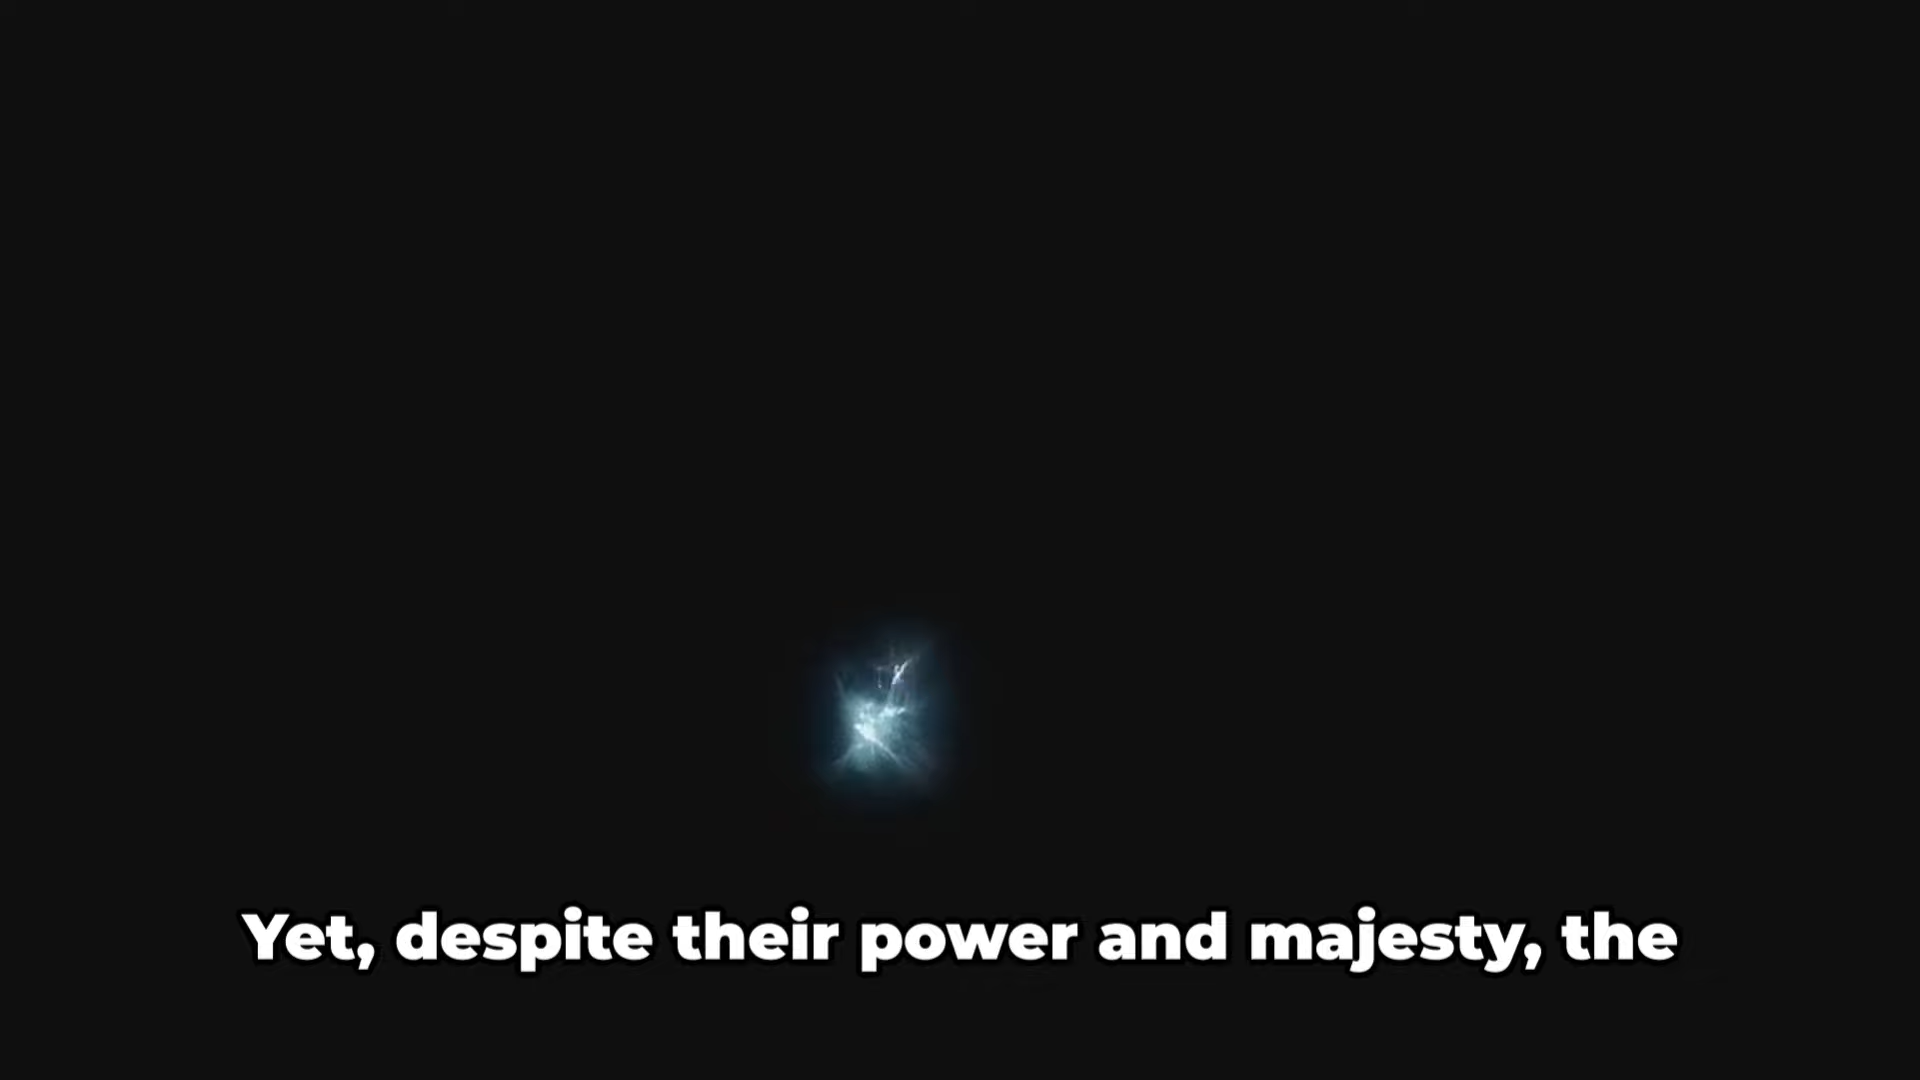 Yet, despite their power and majesty, the